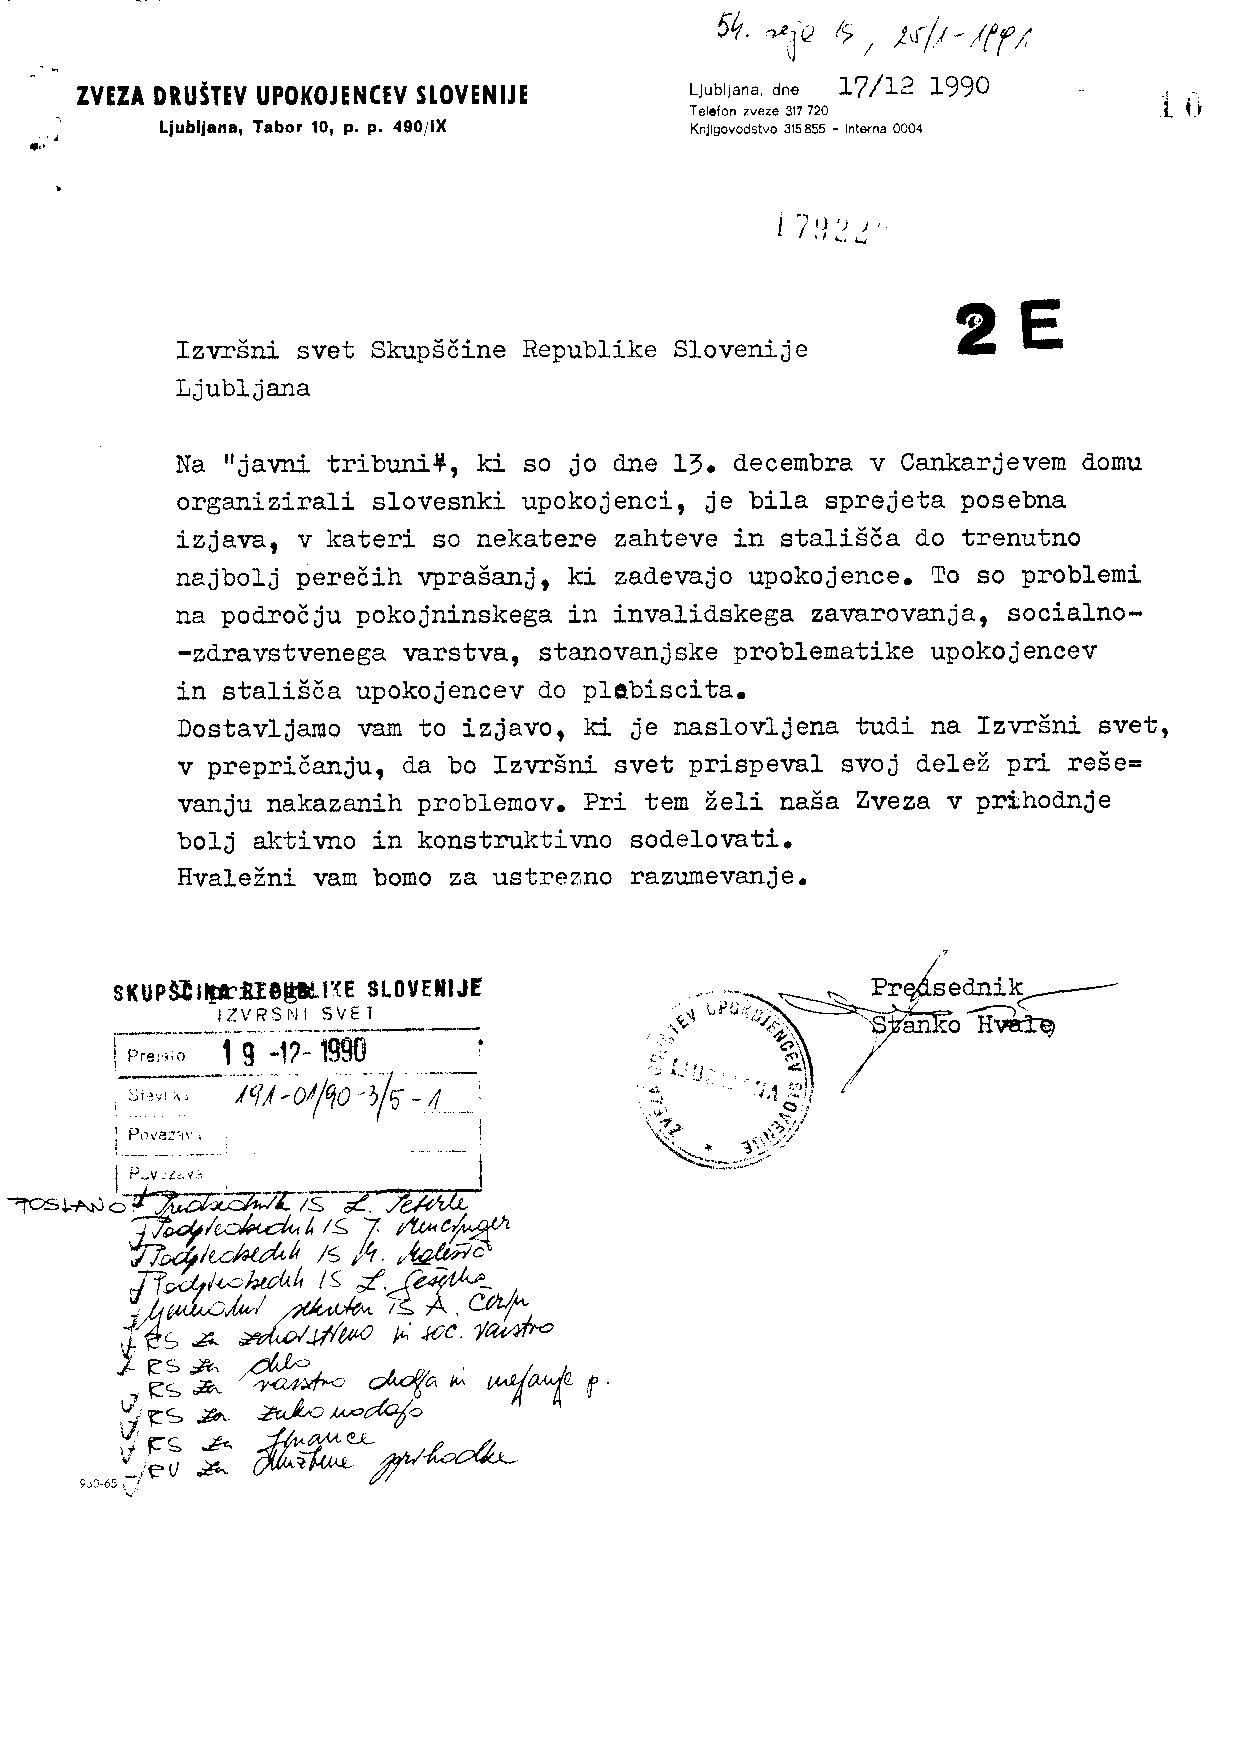 54. seje IS, 25/1-1991
ZVEZA DRUŠTEV UPOKOJENCEV SLOVENIJE
Ljubljana, Tabor 10, p. p. 490/IX
Ljubljana, dne 17/12 1990
Telefon zveze 317 720
Knjigovodstvo 315 855 - Interna 0004
10
17922
2 E
Izvršni svet Skupščine Republike Slovenije
Ljubljana
Na "javni tribuni", ki so jo dne 13. decembra v Cankarjevem domu
organizirali slovesnki upokojenci, je bila sprejeta posebna
izjava, v kateri so nekatere zahteve in stališča do trenutno
najbolj perečih vprašanj, ki zadevajo upokojence. To so problemi
na področju pokojninskega in invalidskega zavarovanja, socialno-
-zdravstvenega varstva, stanovanjske problematike upokojencev
in stališča upokojencev do plebiscita.
Dostavljamo vam to izjavo, ki je naslovljena tudi na Izvršni svet,
v prepričanju, da bo Izvršni svet prispeval svoj delež pri reše=
vanju nakazanih problemov. Pri tem želi naša Zveza v prihodnje
bolj aktivno in konstruktivno sodelovati.
Hvaležni vam bomo za ustrezno razumevanje.
Predsednik
Stanko Hvale
ZVEZA DRUŠTEV UPOKOJENCEV SLOVENIJE
LJUBLJANA
SKUPŠČINA REPUBLIKE SLOVENIJE
IZVRŠNI SVET
Prejeto 19 -12- 1990
Številka 191-01/90-3/5-1
Povezava
Povezava
POSLANO: Predsednik IS L. Peterle
Podpredsednik IS J. Mencinger
Podpredsednik IS M. Malešič
Podpredsednik IS L. Šešerko
Generalni sekretar IS A. Čerin
RS za zdravstveno in soc. varstvo
RS za delo
RS za varstvo okolja in urejanje p.
RS za zakonodajo
RS za finance
RU za družbene prihodke